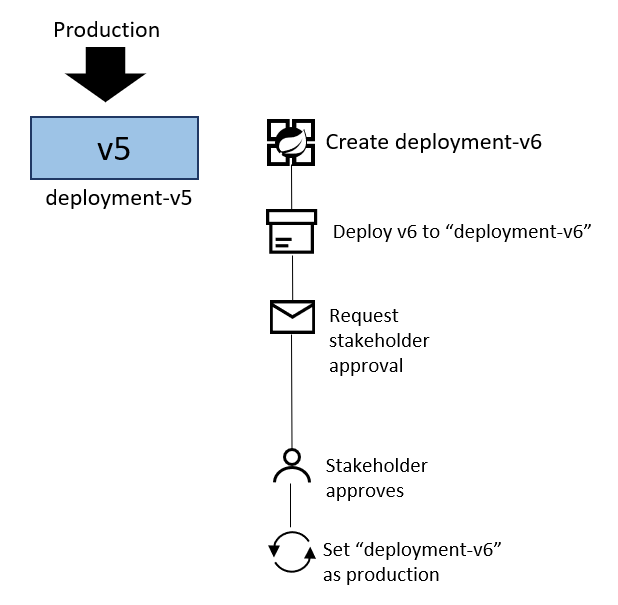 Production
v5
deployment-v5
Create deployment-v6
Deploy v6 to “deployment-v6”
Request
stakeholder
approval
Stakeholder
approves
Set “deployment-v6”
as production